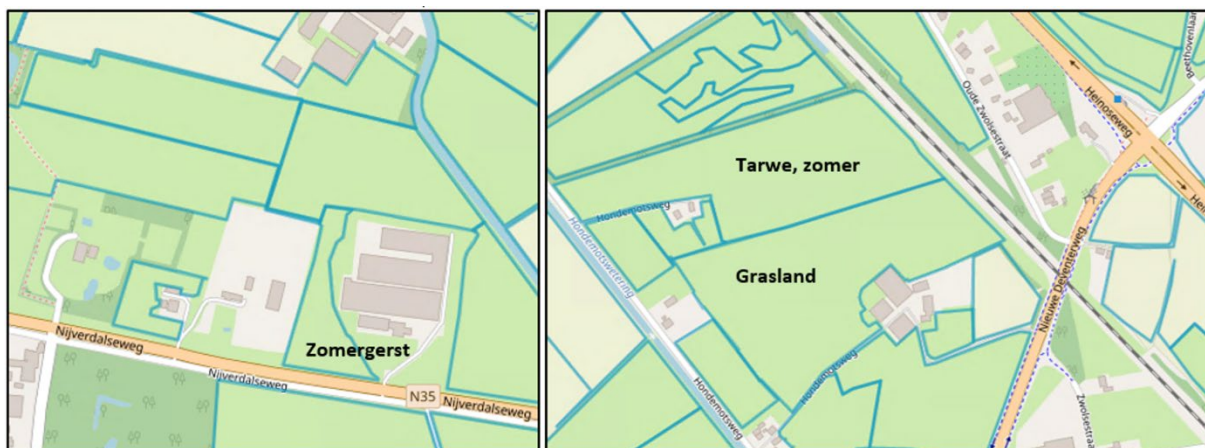 Zomergerst
Nijverdalseweg
Nijverdalseweg
N35
Nijverdalseweg
Tarwe, zomer
Grasland
Hondemotsweg
Hondemotswetering
Hondemotsweg
Hondemotsweg
Oude Zwolsestraat
Heinoseweg
Hein
Beethovenlaan
Nieuwe Deventerweg
Zwolsestraat